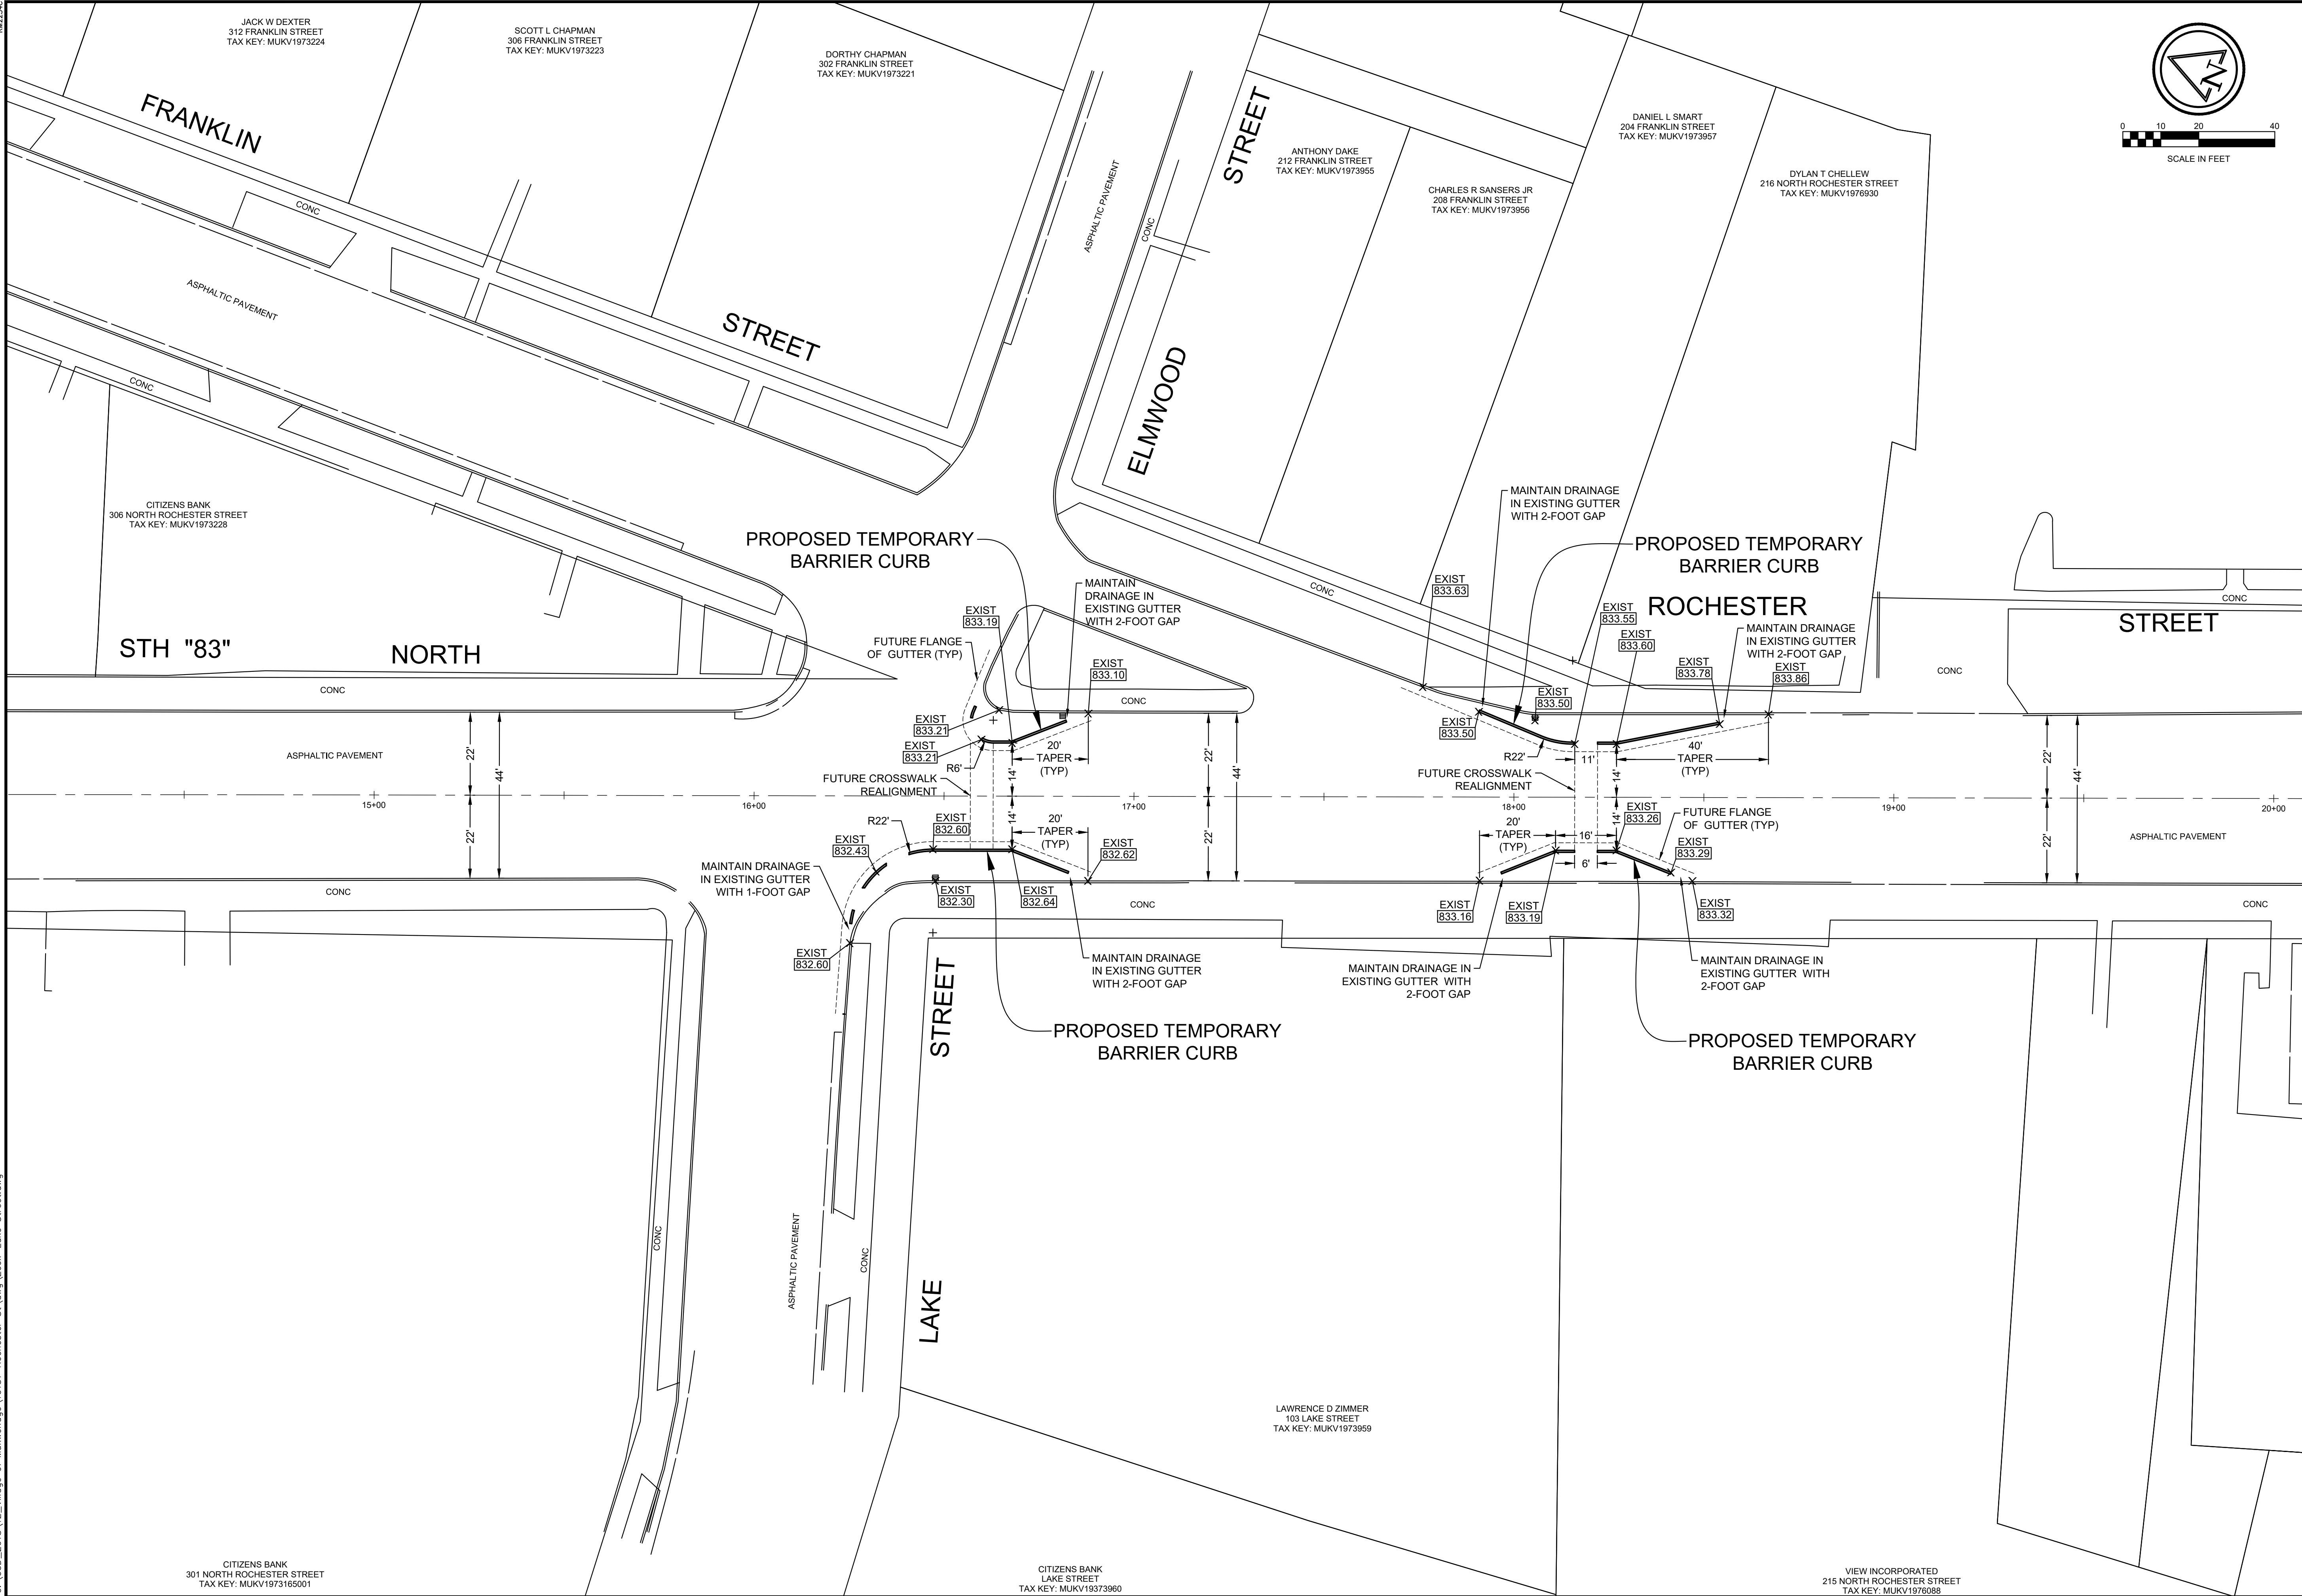 JACK W DEXTER
312 FRANKLIN STREET
TAX KEY: MUKV1973224
SCOTT L CHAPMAN
306 FRANKLIN STREET
TAX KEY: MUKV1973223
DORTHY CHAPMAN
302 FRANKLIN STREET
TAX KEY: MUKV1973221
N
0 10 20 40
SCALE IN FEET
DANIEL L SMART
204 FRANKLIN STREET
TAX KEY: MUKV1973957
ANTHONY DAKE
212 FRANKLIN STREET
TAX KEY: MUKV1973955
CHARLES R SANSERS JR
208 FRANKLIN STREET
TAX KEY: MUKV1973956
DYLAN T CHELLEW
216 NORTH ROCHESTER STREET
TAX KEY: MUKV1976930
FRANKLIN
STREET
CONC
ASPHALTIC PAVEMENT
CONC
STREET
ELMWOOD
ASPHALTIC PAVEMENT
CONC
CITIZENS BANK
306 NORTH ROCHESTER STREET
TAX KEY: MUKV1973228
STH "83"
NORTH
ROCHESTER
STREET
CONC
ASPHALTIC PAVEMENT
CONC
PROPOSED TEMPORARY
BARRIER CURB
MAINTAIN
DRAINAGE IN
EXISTING GUTTER
WITH 2-FOOT GAP
EXIST
833.19
FUTURE FLANGE
OF GUTTER (TYP)
EXIST
833.10
CONC
EXIST
833.21
EXIST
833.21
R6'
20'
TAPER
(TYP)
14'
FUTURE CROSSWALK
REALIGNMENT
22'
44'
22'
22'
44'
22'
MAINTAIN DRAINAGE
IN EXISTING GUTTER
WITH 2-FOOT GAP
PROPOSED TEMPORARY
BARRIER CURB
CONC
EXIST
833.63
EXIST
833.55
EXIST
833.60
MAINTAIN DRAINAGE
IN EXISTING GUTTER
WITH 2-FOOT GAP
EXIST
833.78
EXIST
833.86
EXIST
833.50
EXIST
833.50
R22'
11'
14'
40'
TAPER
(TYP)
FUTURE CROSSWALK
REALIGNMENT
CONC
CONC
22'
44'
22'
15+00
16+00
17+00
18+00
19+00
20+00
ASPHALTIC PAVEMENT
R22'
EXIST
832.60
14'
20'
TAPER
(TYP)
EXIST
832.43
EXIST
832.62
MAINTAIN DRAINAGE
IN EXISTING GUTTER
WITH 1-FOOT GAP
EXIST
832.30
EXIST
832.64
CONC
EXIST
832.60
MAINTAIN DRAINAGE
IN EXISTING GUTTER
WITH 2-FOOT GAP
PROPOSED TEMPORARY
BARRIER CURB
20'
TAPER
(TYP)
16'
6'
14'
EXIST
833.26
FUTURE FLANGE
OF GUTTER (TYP)
EXIST
833.29
EXIST
833.16
EXIST
833.19
EXIST
833.32
MAINTAIN DRAINAGE IN
EXISTING GUTTER WITH
2-FOOT GAP
MAINTAIN DRAINAGE IN
EXISTING GUTTER WITH
2-FOOT GAP
PROPOSED TEMPORARY
BARRIER CURB
CONC
STREET
LAKE
CONC
ASPHALTIC PAVEMENT
CONC
LAWRENCE D ZIMMER
103 LAKE STREET
TAX KEY: MUKV1973959
CITIZENS BANK
301 NORTH ROCHESTER STREET
TAX KEY: MUKV1973165001
CITIZENS BANK
LAKE STREET
TAX KEY: MUKV19373960
VIEW INCORPORATED
215 NORTH ROCHESTER STREET
TAX KEY: MUKV1976088